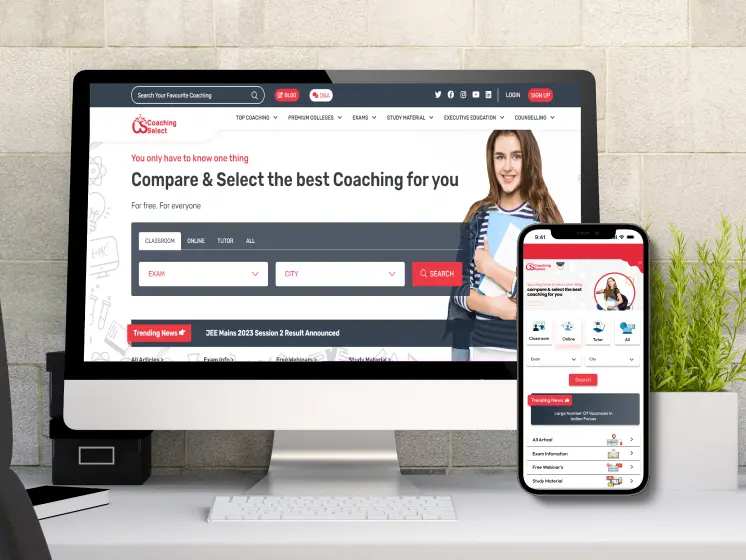 Search Your Favourite Coaching
BLOG
Q&A
LOGIN
SIGN UP
Coaching
Select
TOP COACHING
PREMIUM COLLEGES
EXAMS
STUDY MATERIAL
EXECUTIVE EDUCATION
COUNSELLING
You only have to know one thing
Compare & Select the best Coaching for you
For free. For everyone
CLASSROOM
ONLINE
TUTOR
ALL
EXAM
CITY
SEARCH
Trending News
JEE Mains 2023 Session 2 Result Announced
All Articles >
Exam Info >
Free Webinars >
Study Material >
9:41
Coaching
Select
you only have to know one thing
compare & select the best
coaching for you
Classroom
Online
Tutor
All
Exam
City
Search
Trending News
Large Number Of Vacancies In
Indian Forces
All Artical
Exam Infomation
Free Webinar's
Study Material